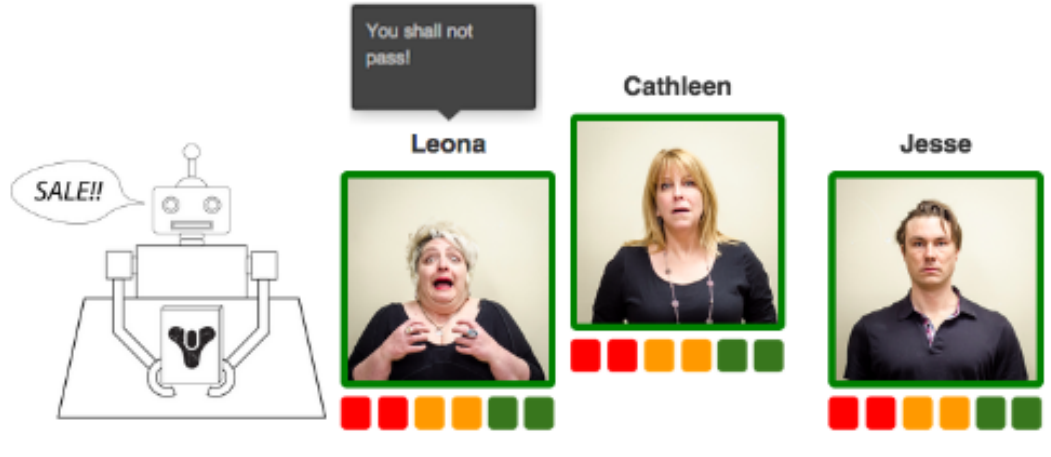 You shall not
pass!
Cathleen
Leona
Jesse
SALE!!